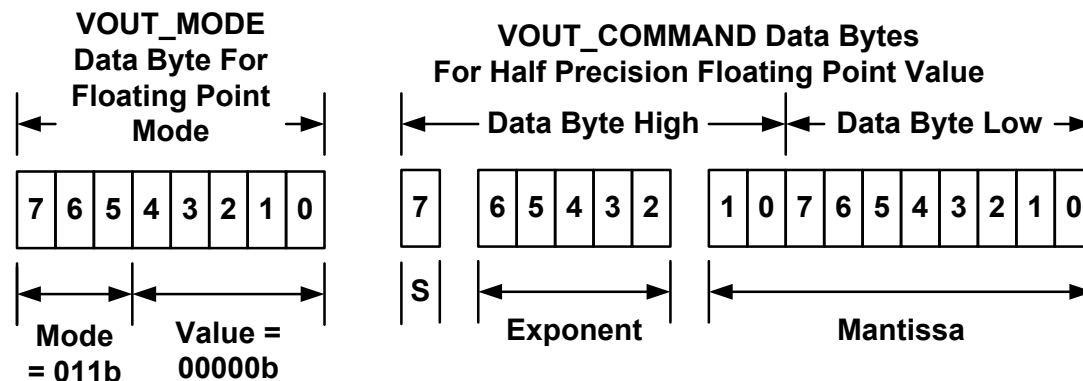 VOUT_MODE
Data Byte For
Floating Point
Mode
VOUT_COMMAND Data Bytes
For Half Precision Floating Point Value
Data Byte High
Data Byte Low
7 6 5 4 3 2 1 0
7 6 5 4 3 2 1 0 7 6 5 4 3 2 1 0
S
Mode
= 011b
Value =
00000b
Exponent
Mantissa